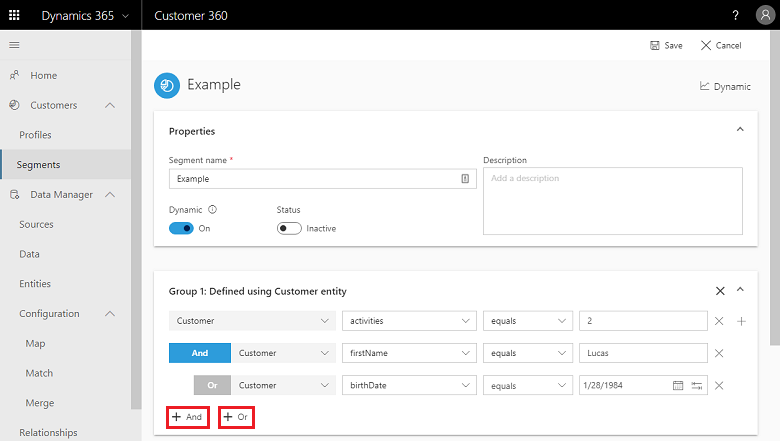 Dynamics 365 Customer 360 ?
Save Cancel
Home
Customers
Profiles
Segments
Data Manager
Sources
Data
Entities
Configuration
Map
Match
Merge
Relationships
Example
Dynamic
Properties
Segment name *
Example
Description
Add a description
Dynamic
On
Status
Inactive
Group 1: Defined using Customer entity
Customer activities equals 2
And Customer firstName equals Lucas
Or Customer birthDate equals 1/28/1984
+ And + Or